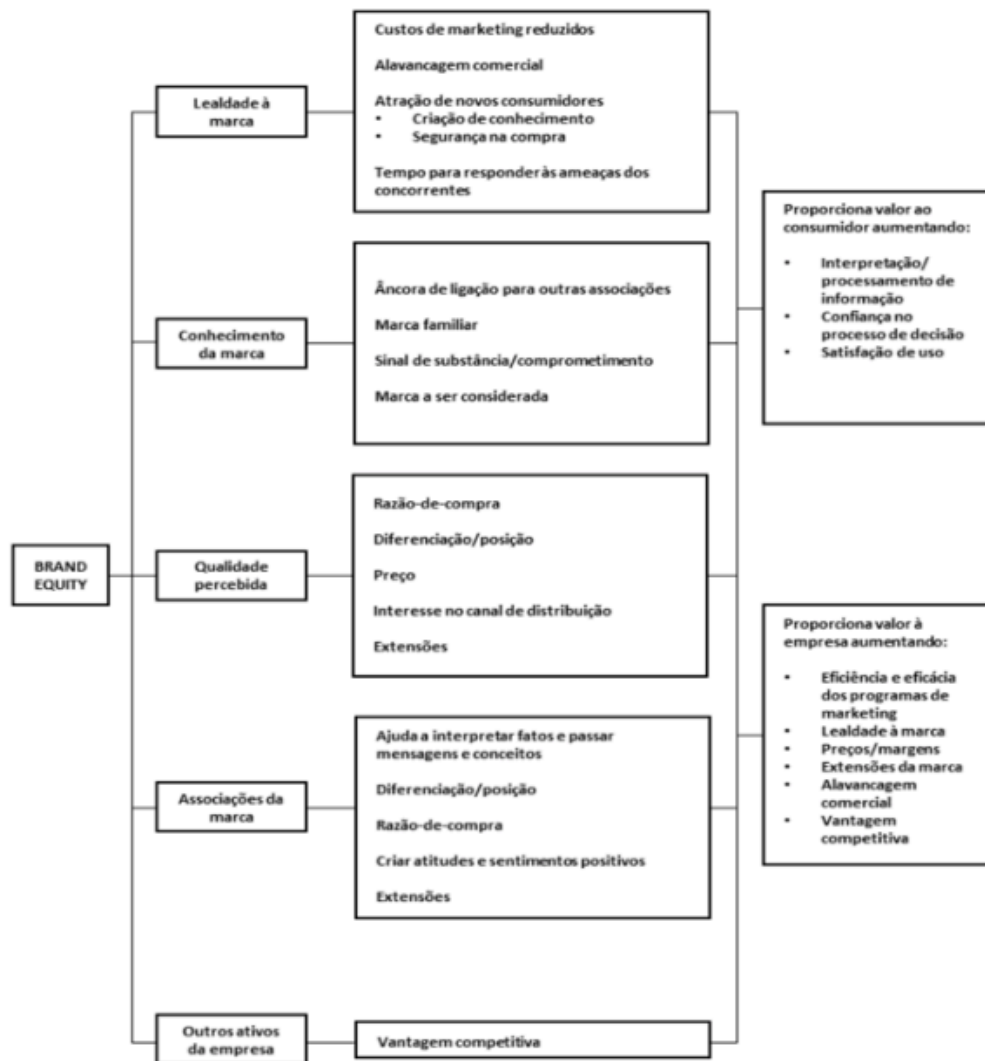 BRAND
EQUITY
Lealdade à
marca
Custos de marketing reduzidos
Alavancagem comercial
Atração de novos consumidores
• Criação de conhecimento
• Segurança na compra
Tempo para responder às ameaças dos
concorrentes
Conhecimento
da marca
Âncora de ligação para outras associações
Marca familiar
Sinal de substância/comprometimento
Marca a ser considerada
Qualidade
percebida
Razão-de-compra
Diferenciação/posição
Preço
Interesse no canal de distribuição
Extensões
Associações da
marca
Ajuda a interpretar fatos e passar
mensagens e conceitos
Diferenciação/posição
Razão-de-compra
Criar atitudes e sentimentos positivos
Extensões
Outros ativos
da empresa
Vantagem competitiva
Proporciona valor ao
consumidor aumentando:
• Interpretação/
processamento de
informação
• Confiança no
processo de decisão
• Satisfação de uso
Proporciona valor à
empresa aumentando:
• Eficiência e eficácia
dos programas de
marketing
• Lealdade à marca
• Preços/margens
• Extensões da marca
• Alavancagem
comercial
• Vantagem
competitiva